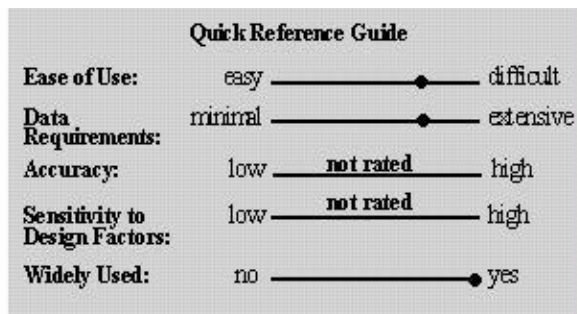 Quick Reference Guide
Ease of Use: easy difficult
Data
Requirements: minimal extensive
Accuracy: low not rated high
Sensitivity to
Design Factors: low not rated high
Widely Used: no yes